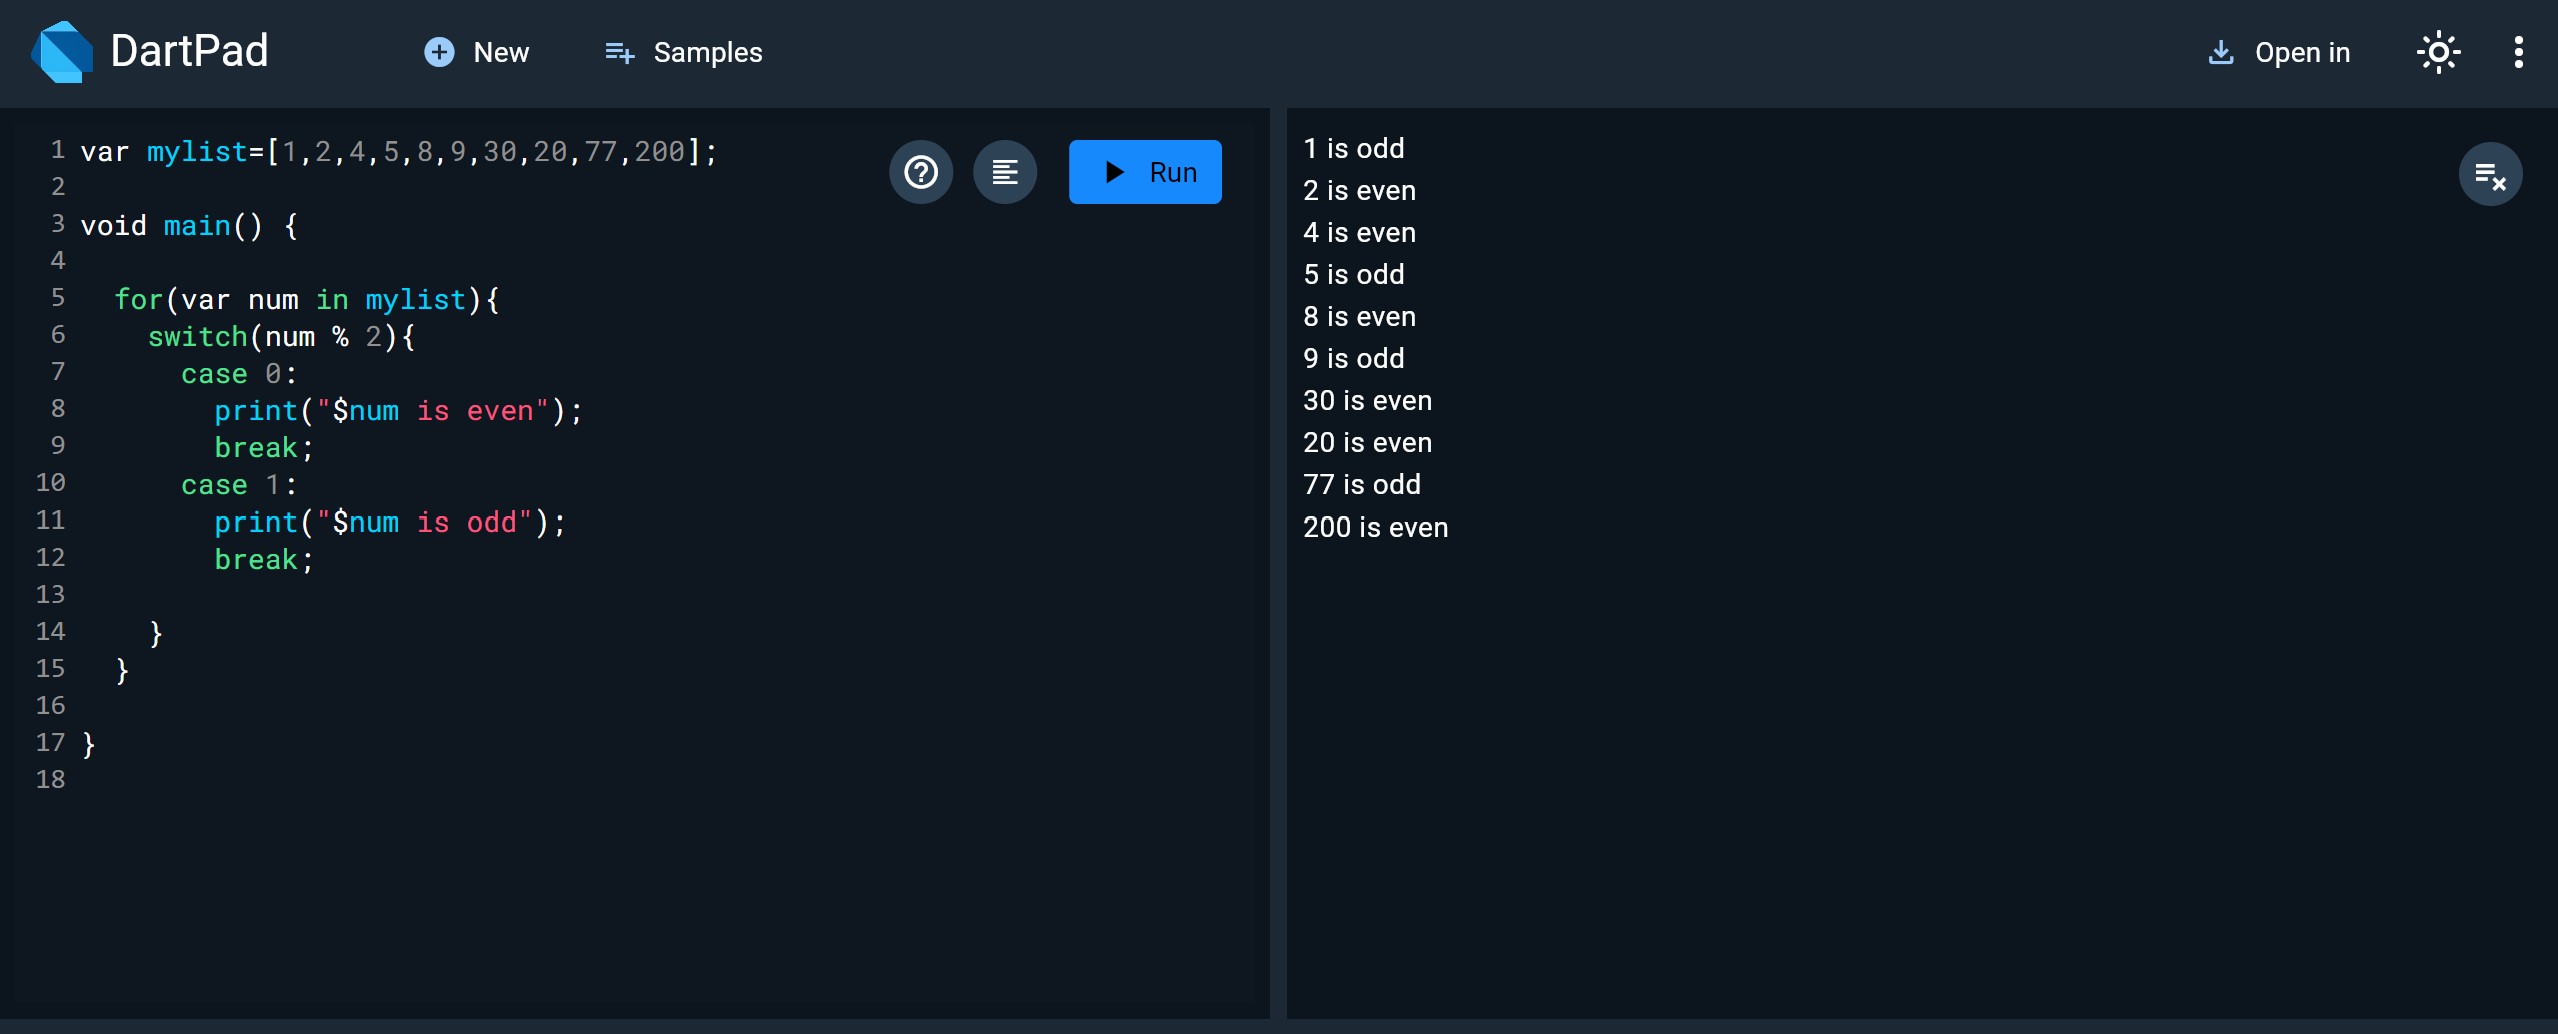 DartPad New Samples Open in
1 var mylist=[1,2,4,5,8,9,30,20,77,200];
2
3 void main() {
4
5   for(var num in mylist){
6     switch(num % 2){
7       case 0:
8         print("$num is even");
9         break;
10       case 1:
11         print("$num is odd");
12         break;
13
14     }
15   }
16
17 }
18
Run
1 is odd
2 is even
4 is even
5 is odd
8 is even
9 is odd
30 is even
20 is even
77 is odd
200 is even